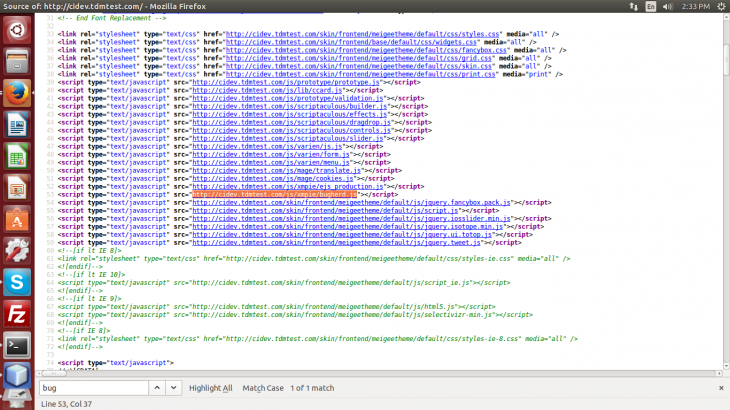 Source of: http://cidev.tdmtest.com/ - Mozilla Firefox
En
2:33 PM
31 <!-- End Font Replacement -->
32
33
34 <link rel="stylesheet" type="text/css" href="http://cidev.tdmtest.com/skin/frontend/meigeetheme/default/css/styles.css" media="all" />
35 <link rel="stylesheet" type="text/css" href="http://cidev.tdmtest.com/skin/frontend/base/default/css/widgets.css" media="all" />
36 <link rel="stylesheet" type="text/css" href="http://cidev.tdmtest.com/skin/frontend/meigeetheme/default/css/fancybox.css" media="all" />
37 <link rel="stylesheet" type="text/css" href="http://cidev.tdmtest.com/skin/frontend/meigeetheme/default/css/grid.css" media="all" />
38 <link rel="stylesheet" type="text/css" href="http://cidev.tdmtest.com/skin/frontend/meigeetheme/default/css/skin.css" media="all" />
39 <link rel="stylesheet" type="text/css" href="http://cidev.tdmtest.com/skin/frontend/meigeetheme/default/css/print.css" media="print" />
40 <script type="text/javascript" src="http://cidev.tdmtest.com/js/prototype/prototype.js"></script>
41 <script type="text/javascript" src="http://cidev.tdmtest.com/js/lib/ccard.js"></script>
42 <script type="text/javascript" src="http://cidev.tdmtest.com/js/prototype/validation.js"></script>
43 <script type="text/javascript" src="http://cidev.tdmtest.com/js/scriptaculous/builder.js"></script>
44 <script type="text/javascript" src="http://cidev.tdmtest.com/js/scriptaculous/effects.js"></script>
45 <script type="text/javascript" src="http://cidev.tdmtest.com/js/scriptaculous/dragdrop.js"></script>
46 <script type="text/javascript" src="http://cidev.tdmtest.com/js/scriptaculous/controls.js"></script>
47 <script type="text/javascript" src="http://cidev.tdmtest.com/js/scriptaculous/slider.js"></script>
48 <script type="text/javascript" src="http://cidev.tdmtest.com/js/varien/js.js"></script>
49 <script type="text/javascript" src="http://cidev.tdmtest.com/js/varien/form.js"></script>
50 <script type="text/javascript" src="http://cidev.tdmtest.com/js/varien/menu.js"></script>
51 <script type="text/javascript" src="http://cidev.tdmtest.com/js/mage/translate.js"></script>
52 <script type="text/javascript" src="http://cidev.tdmtest.com/js/mage/cookies.js"></script>
<script type="text/javascript" src="http://cidev.tdmtest.com/js/xmpie/ejs_production.js"></script>
53 <script type="text/javascript" src="http://cidev.tdmtest.com/js/xmpie/bugherd.js"></script>
<script type="text/javascript" src="http://cidev.tdmtest.com/skin/frontend/meigeetheme/default/js/jquery.fancybox.pack.js"></script>
<script type="text/javascript" src="http://cidev.tdmtest.com/skin/frontend/meigeetheme/default/js/script.js"></script>
<script type="text/javascript" src="http://cidev.tdmtest.com/skin/frontend/meigeetheme/default/js/jquery.iosslider.min.js"></script>
<script type="text/javascript" src="http://cidev.tdmtest.com/skin/frontend/meigeetheme/default/js/jquery.isotope.min.js"></script>
<script type="text/javascript" src="http://cidev.tdmtest.com/skin/frontend/meigeetheme/default/js/jquery.ui.totop.js"></script>
<script type="text/javascript" src="http://cidev.tdmtest.com/skin/frontend/meigeetheme/default/js/jquery.tweet.js"></script>
<!--[if lt IE 8]>
<link rel="stylesheet" type="text/css" href="http://cidev.tdmtest.com/skin/frontend/meigeetheme/default/css/styles-ie.css" media="all" />
<![endif]-->
<!--[if lt IE 10]>
<script type="text/javascript" src="http://cidev.tdmtest.com/skin/frontend/meigeetheme/default/js/script_ie.js"></script>
<![endif]-->
<!--[if lt IE 9]>
<script type="text/javascript" src="http://cidev.tdmtest.com/skin/frontend/meigeetheme/default/js/html5.js"></script>
<script type="text/javascript" src="http://cidev.tdmtest.com/skin/frontend/meigeetheme/default/js/selectivizr-min.js"></script>
<![endif]-->
<!--[if IE 8]>
<link rel="stylesheet" type="text/css" href="http://cidev.tdmtest.com/skin/frontend/meigeetheme/default/css/styles-ie-8.css" media="all" />
<![endif]-->
<script type="text/javascript">
bug
Highlight All
Match Case
1 of 1 match
Line 53, Col 37